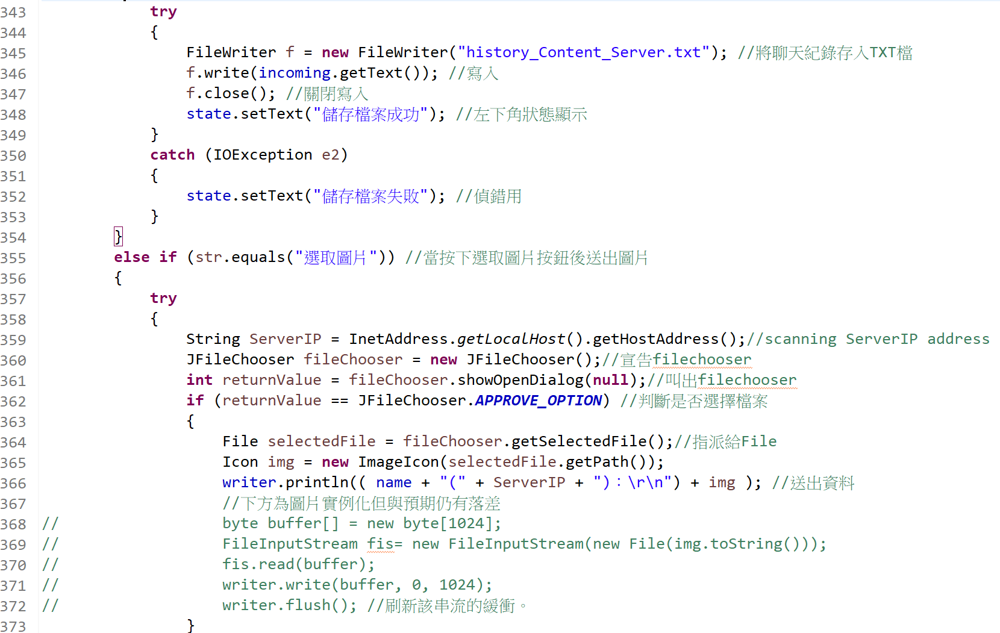 343 try
344 {
345 FileWriter f = new FileWriter("history_Content_Server.txt"); //將聊天紀錄存入TXT檔
346 f.write(incoming.getText()); //寫入
347 f.close(); //關閉寫入
348 state.setText("儲存檔案成功"); //左下角狀態顯示
349 }
350 catch (IOException e2)
351 {
352 state.setText("儲存檔案失敗"); //偵錯用
353 }
354 }
355 else if (str.equals("選取圖片")) //當按下選取圖片按鈕後送出圖片
356 {
357 try
358 {
359 String ServerIP = InetAddress.getLocalHost().getHostAddress();//scanning ServerIP address
360 JFileChooser fileChooser = new JFileChooser();//宣告filechooser
361 int returnValue = fileChooser.showOpenDialog(null);//叫出filechooser
362 if (returnValue == JFileChooser.APPROVE_OPTION) //判斷是否選擇檔案
363 {
364 File selectedFile = fileChooser.getSelectedFile();//指派給File
365 Icon img = new ImageIcon(selectedFile.getPath());
366 writer.println(( name + "(" + ServerIP + ")：\r\n") + img ); //送出資料
367 //下方為圖片實例化但與預期仍有落差
368 // byte buffer[] = new byte[1024];
369 // FileInputStream fis= new FileInputStream(new File(img.toString()));
370 // fis.read(buffer);
371 // writer.write(buffer, 0, 1024);
372 // writer.flush(); //刷新該串流的緩衝。
373 }